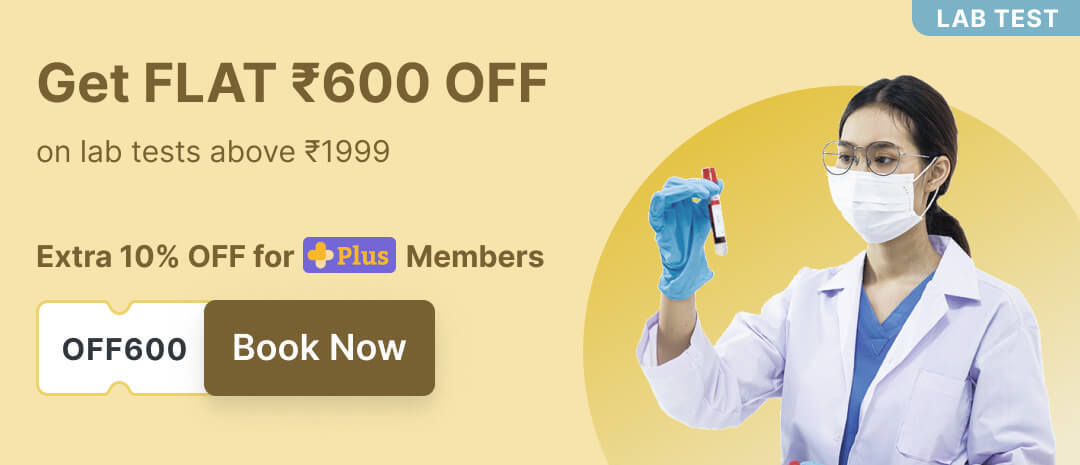 LAB TEST
Get FLAT ₹600 OFF
on lab tests above ₹1999
Extra 10% OFF for Plus Members
OFF600 Book Now